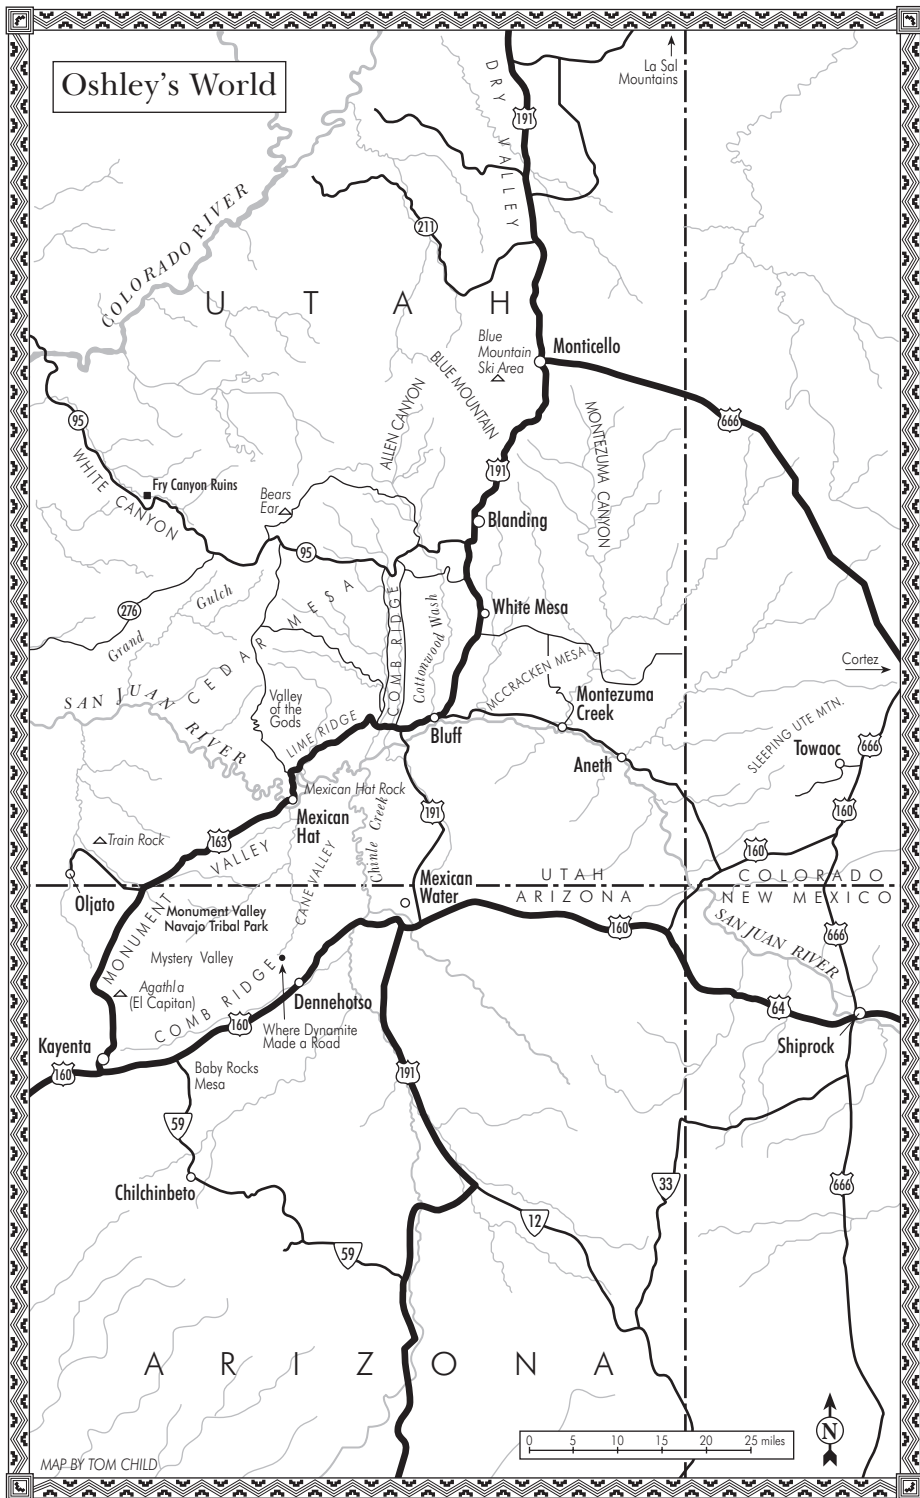 Oshley's World
La Sal
Mountains
DRY VALLEY
191
COLORADO RIVER
211
UTAH
Blue
Mountain
Ski Area
Monticello
BLUE MOUNTAIN
ALLEN CANYON
MONTEZUMA CANYON
666
95
WHITE CANYON
Fry Canyon Ruins
Bears
Ear
191
Blanding
95
276
Grand Gulch
CEDAR MESA
COMB RIDGE
Cottonwood Wash
White Mesa
MCCRACKEN MESA
Cortez
SAN JUAN RIVER
Valley
of the
Gods
LIME RIDGE
Bluff
Montezuma
Creek
Aneth
SLEEPING UTE MTN.
Towaoc
666
Mexican Hat Rock
Mexican
Hat
Chinle Creek
191
160
160
Train Rock
163
VALLEY
CANE VALLEY
Oljato
MONUMENT
Mexican
Water
UTAH
ARIZONA
COLORADO
NEW MEXICO
Monument Valley
Navajo Tribal Park
Mystery Valley
160
SAN JUAN RIVER
666
Agathla
(El Capitan)
COMB RIDGE
Dennehotso
64
160
Where Dynamite
Made a Road
Shiprock
Kayenta
160
Baby Rocks
Mesa
191
59
Chilchinbeto
33
666
12
59
ARIZONA
N
0 5 10 15 20 25 miles
MAP BY TOM CHILD